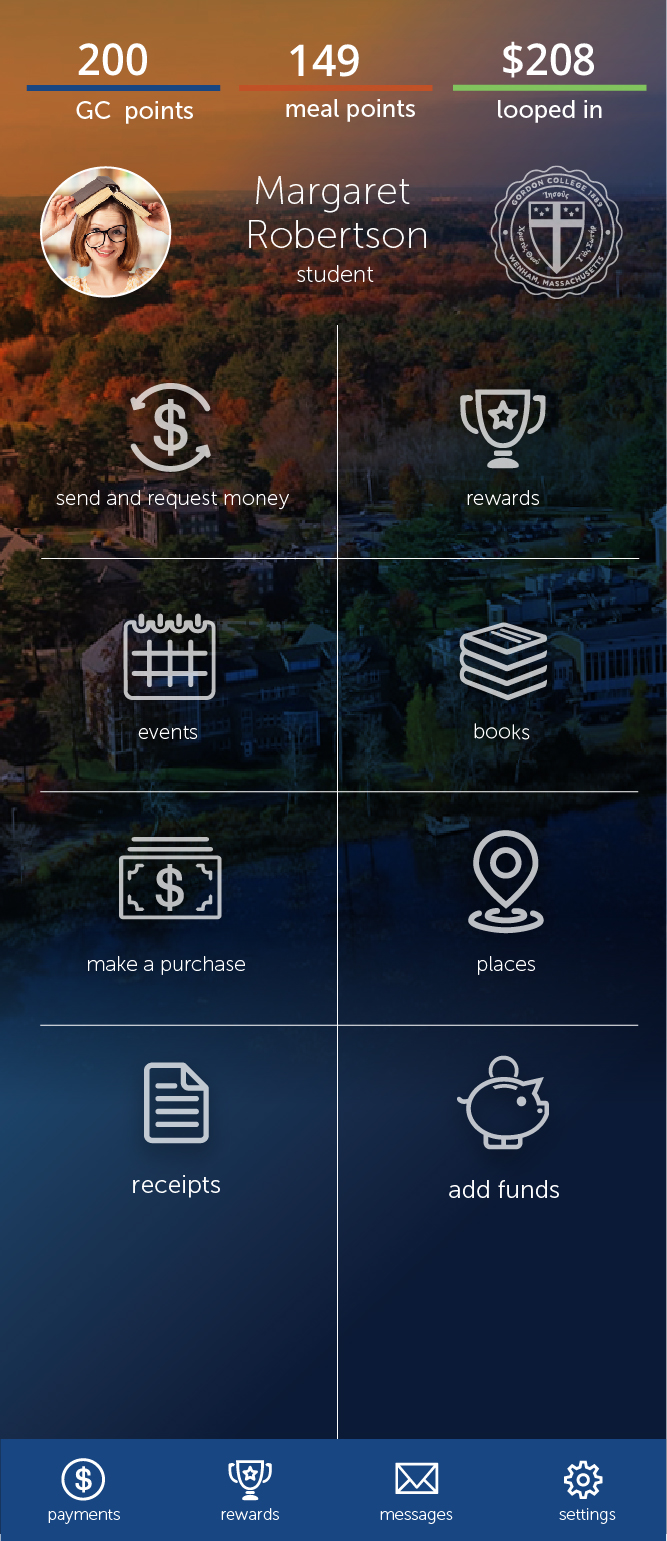 200
149
$208
GC points
meal points
looped in
Margaret
Robertson
student
GORDON COLLEGE 1889
WENHAM, MASSACHUSETTS
$
send and request money
rewards
events
books
$
make a purchase
places
receipts
add funds
$
payments
rewards
messages
settings